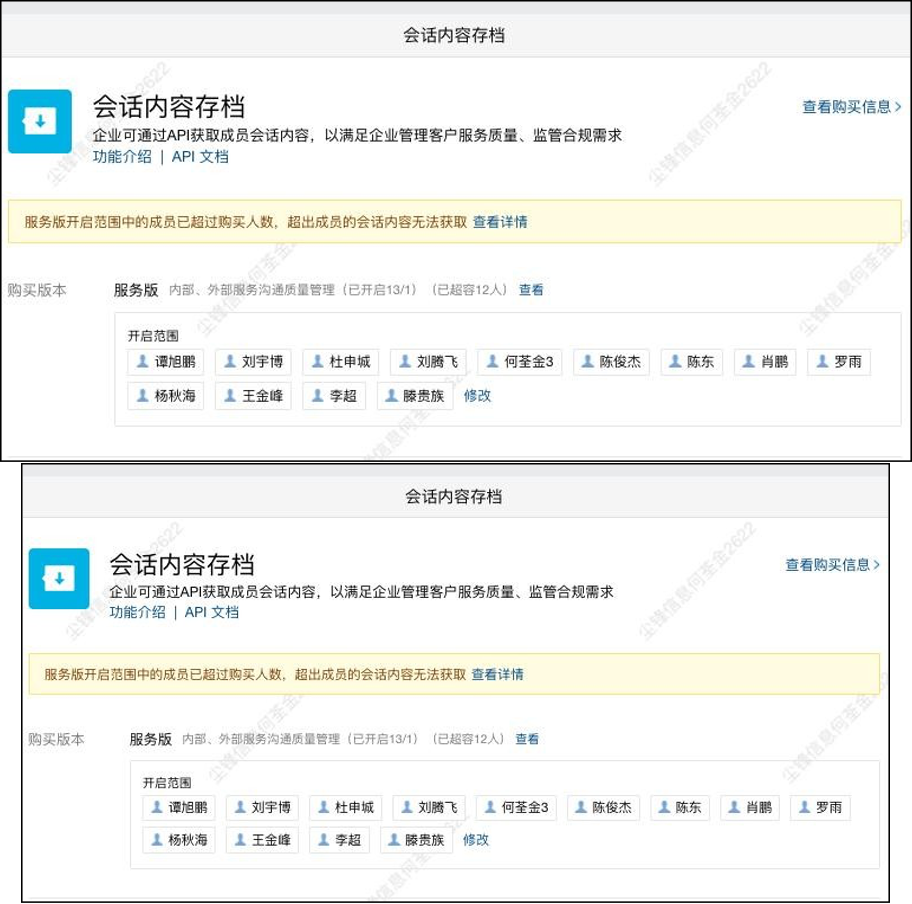 会话内容存档
会话内容存档
查看购买信息 >
企业可通过API获取成员会话内容，以满足企业管理客户服务质量、监管合规需求
功能介绍 | API 文档
服务版开启范围中的成员已超过购买人数，超出成员的会话内容无法获取 查看详情
购买版本 服务版 内部、外部服务沟通质量管理（已开启13/1）（已超容12人） 查看
开启范围
谭旭鹏 刘宇博 杜申城 刘腾飞 何荃金3 陈俊杰 陈东 肖鹏 罗雨
杨秋海 王金峰 李超 滕贵族 修改
尘锋信息何荃金2622
会话内容存档
会话内容存档
查看购买信息 >
企业可通过API获取成员会话内容，以满足企业管理客户服务质量、监管合规需求
功能介绍 | API 文档
服务版开启范围中的成员已超过购买人数，超出成员的会话内容无法获取 查看详情
购买版本 服务版 内部、外部服务沟通质量管理（已开启13/1）（已超容12人） 查看
开启范围
谭旭鹏 刘宇博 杜申城 刘腾飞 何荃金3 陈俊杰 陈东 肖鹏 罗雨
杨秋海 王金峰 李超 滕贵族 修改
尘锋信息何荃金2622